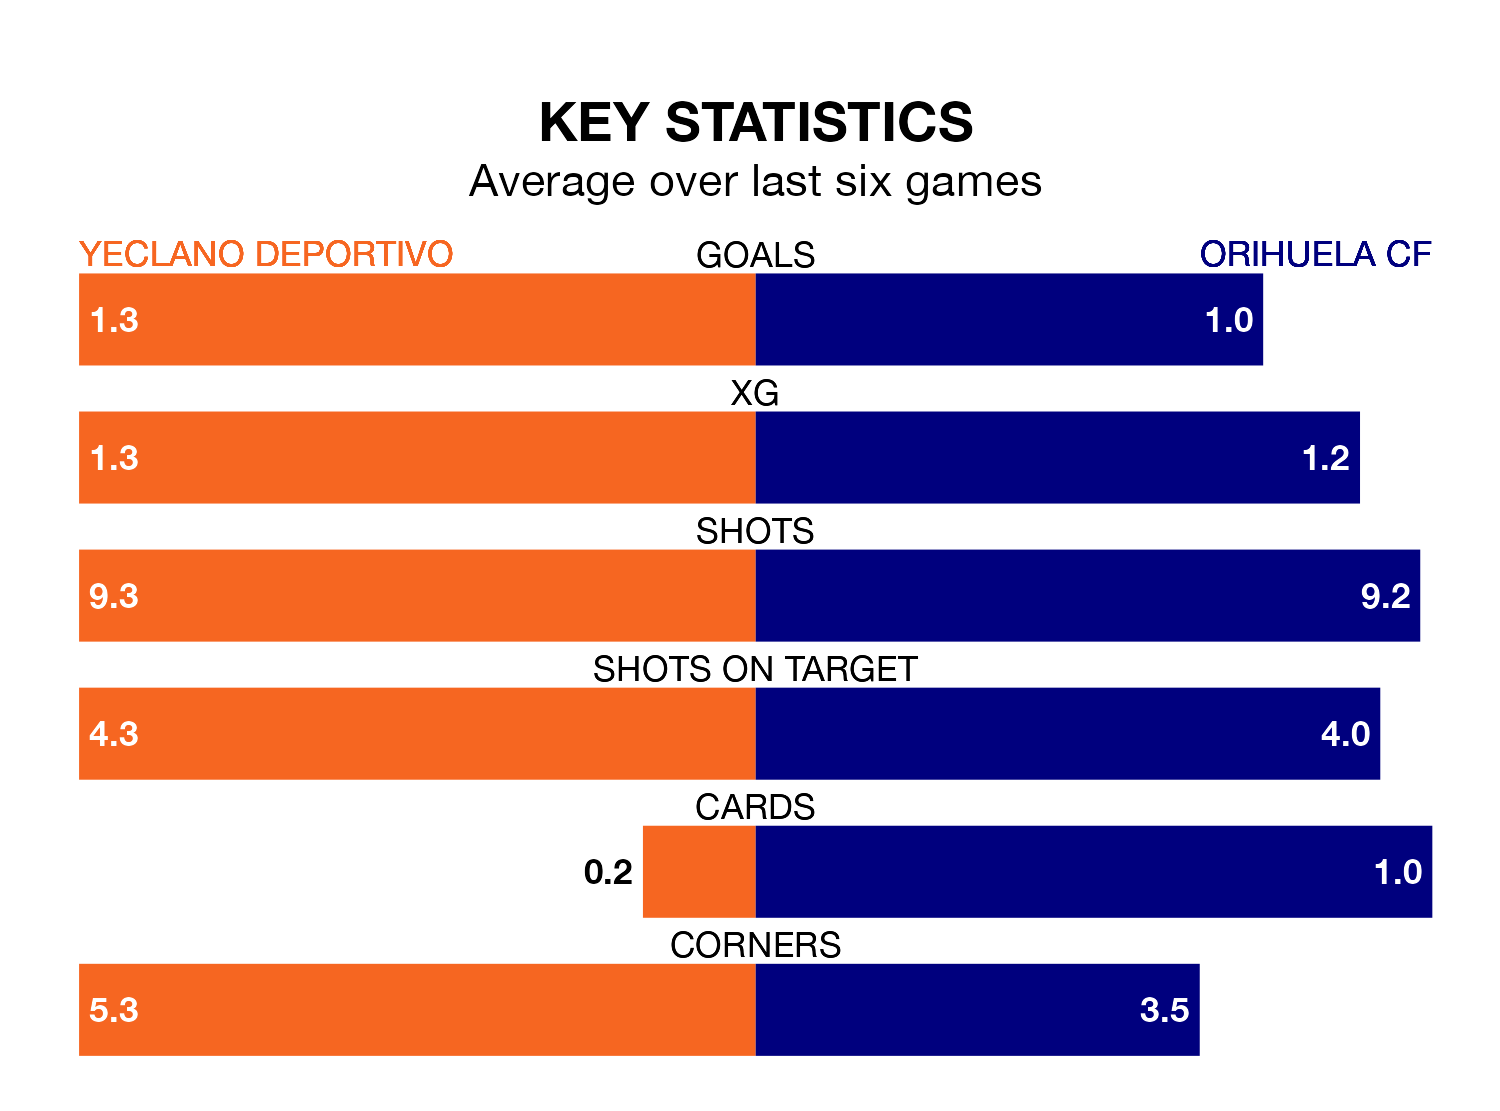 KEY STATISTICS
Average over last six games
YECLANO DEPORTIVO GOALS ORIHUELA CF
1.3 1.0
XG
1.3 1.2
SHOTS
9.3 9.2
SHOTS ON TARGET
4.3 4.0
CARDS
0.2 1.0
CORNERS
5.3 3.5